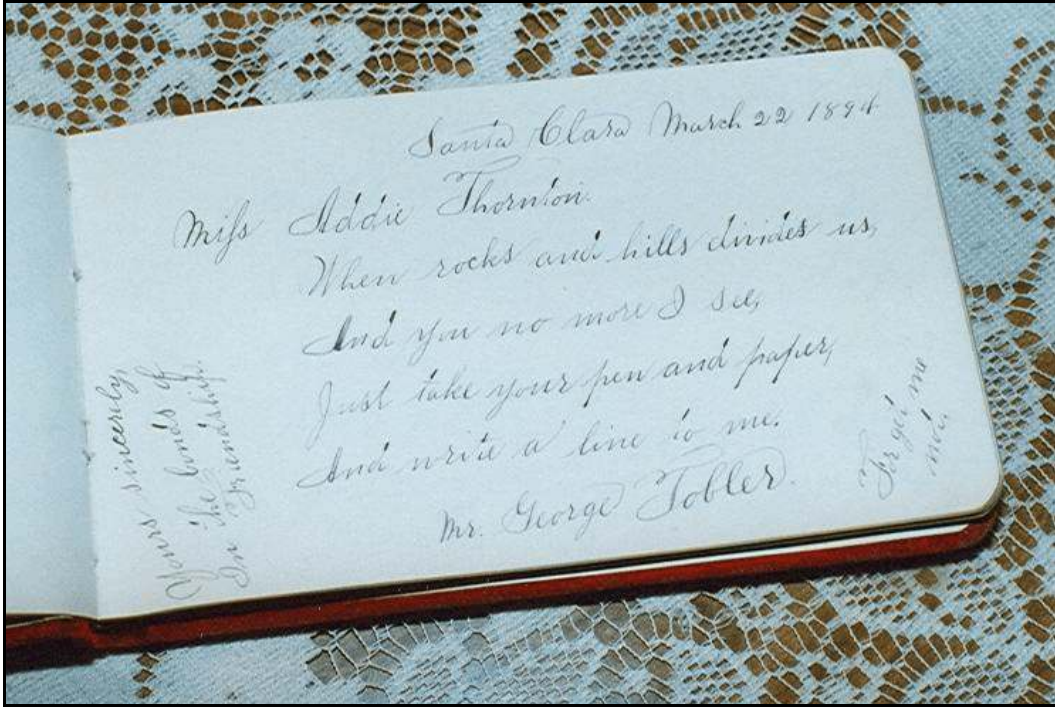 Santa Clara March 22 1894
Miss Addie Thornton.
When rocks and hills divides us,
And you no more I see,
Just take your pen and paper,
And write a line to me.
Mr. George Tobler.
Forget me
not.
Yours sincerely,
In the bonds of
Friendship.